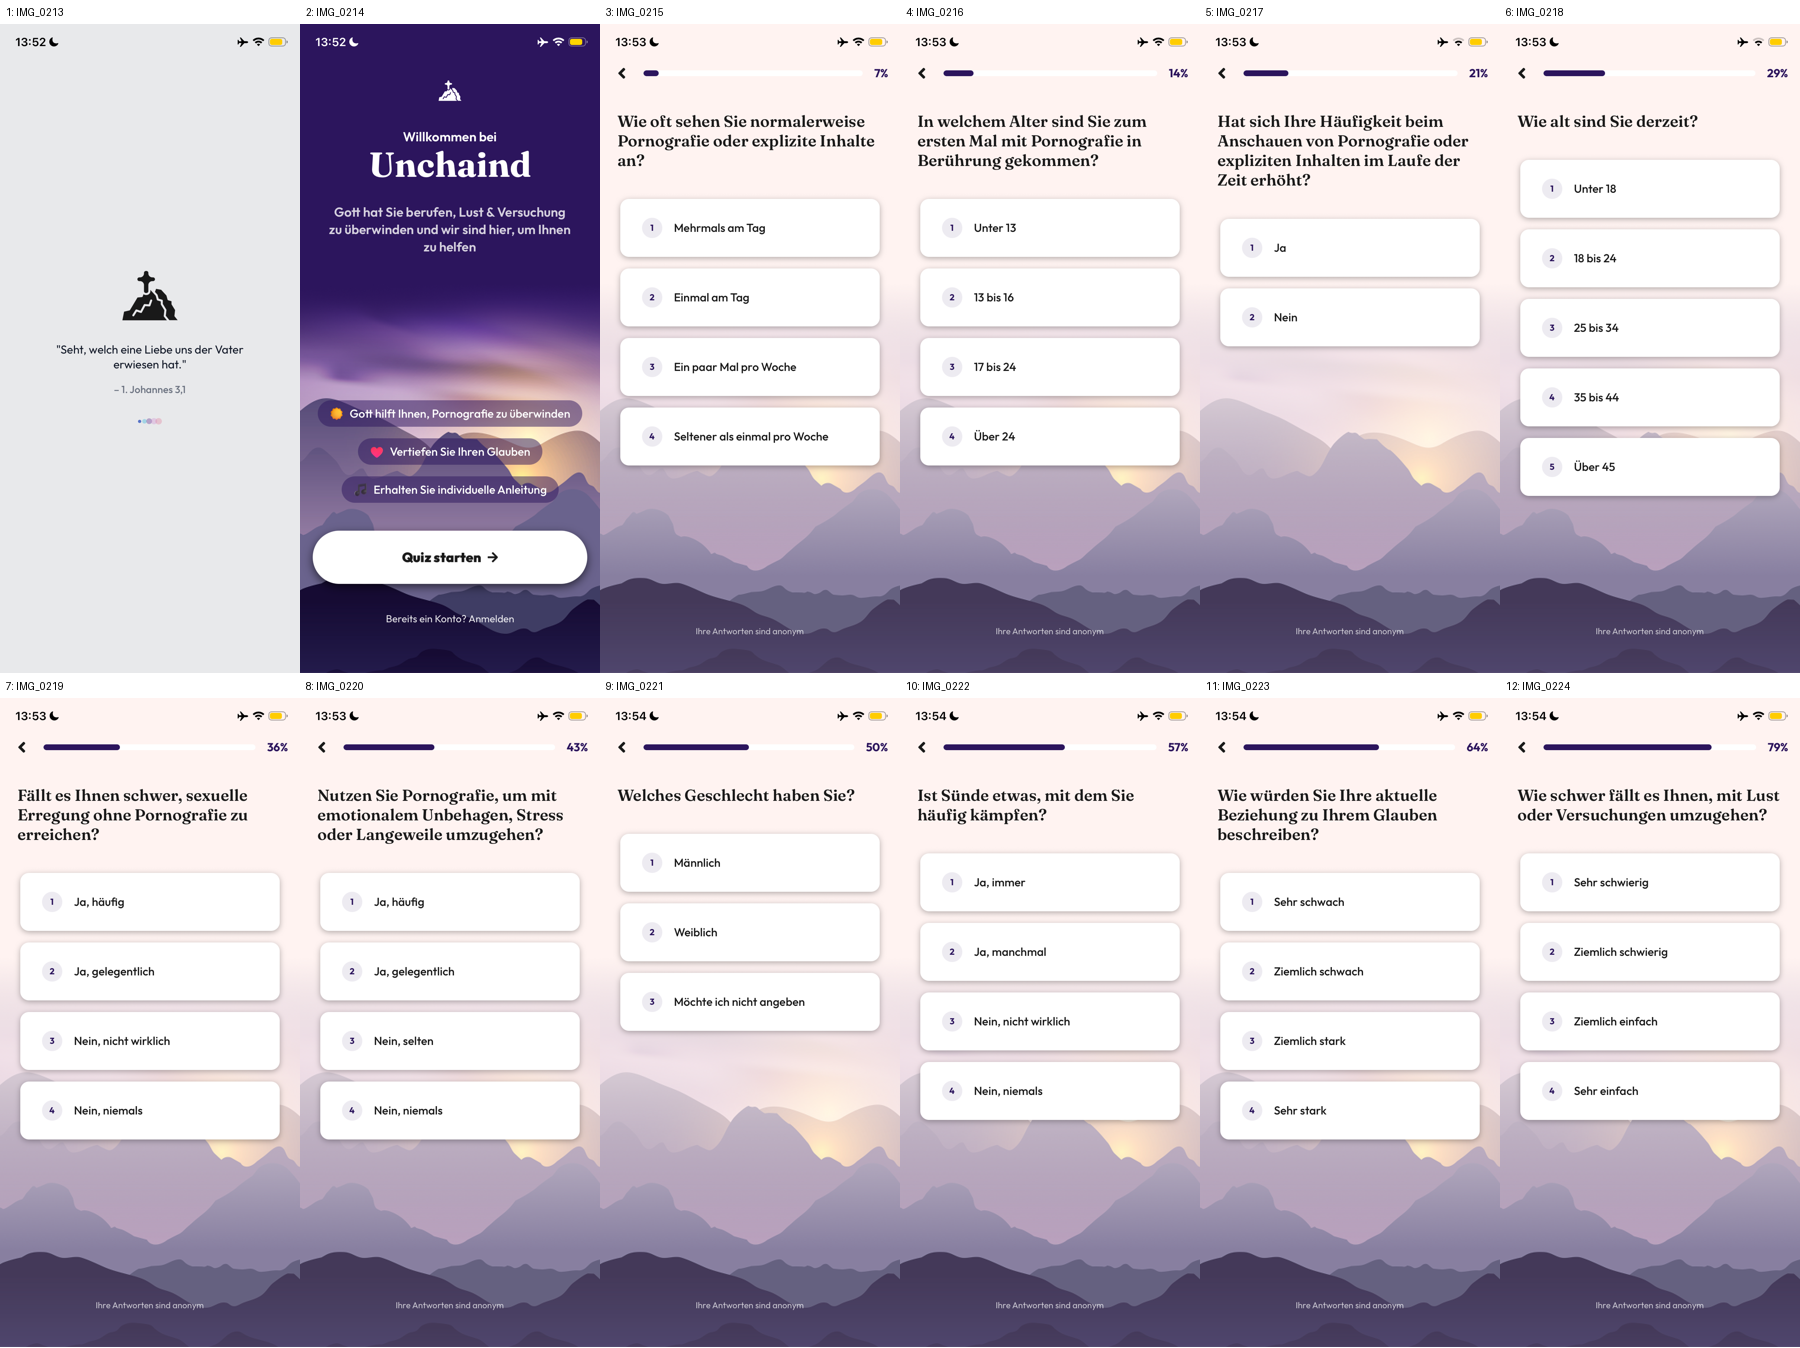 1: IMG_0213
13:52
"Seht, welch eine Liebe uns der Vater
erwiesen hat."
– 1. Johannes 3,1
2: IMG_0214
13:52
Willkommen bei
Unchaind
Gott hat Sie berufen, Lust & Versuchung
zu überwinden und wir sind hier, um Ihnen
zu helfen
Gott hilft Ihnen, Pornografie zu überwinden
Vertiefen Sie Ihren Glauben
Erhalten Sie individuelle Anleitung
Quiz starten →
Bereits ein Konto? Anmelden
3: IMG_0215
13:53
7%
Wie oft sehen Sie normalerweise
Pornografie oder explizite Inhalte
an?
1 Mehrmals am Tag
2 Einmal am Tag
3 Ein paar Mal pro Woche
4 Seltener als einmal pro Woche
Ihre Antworten sind anonym
4: IMG_0216
13:53
14%
In welchem Alter sind Sie zum
ersten Mal mit Pornografie in
Berührung gekommen?
1 Unter 13
2 13 bis 16
3 17 bis 24
4 Über 24
Ihre Antworten sind anonym
5: IMG_0217
13:53
21%
Hat sich Ihre Häufigkeit beim
Anschauen von Pornografie oder
expliziten Inhalten im Laufe der
Zeit erhöht?
1 Ja
2 Nein
Ihre Antworten sind anonym
6: IMG_0218
13:53
29%
Wie alt sind Sie derzeit?
1 Unter 18
2 18 bis 24
3 25 bis 34
4 35 bis 44
5 Über 45
Ihre Antworten sind anonym
7: IMG_0219
13:53
36%
Fällt es Ihnen schwer, sexuelle
Erregung ohne Pornografie zu
erreichen?
1 Ja, häufig
2 Ja, gelegentlich
3 Nein, nicht wirklich
4 Nein, niemals
Ihre Antworten sind anonym
8: IMG_0220
13:53
43%
Nutzen Sie Pornografie, um mit
emotionalem Unbehagen, Stress
oder Langeweile umzugehen?
1 Ja, häufig
2 Ja, gelegentlich
3 Nein, selten
4 Nein, niemals
Ihre Antworten sind anonym
9: IMG_0221
13:54
50%
Welches Geschlecht haben Sie?
1 Männlich
2 Weiblich
3 Möchte ich nicht angeben
Ihre Antworten sind anonym
10: IMG_0222
13:54
57%
Ist Sünde etwas, mit dem Sie
häufig kämpfen?
1 Ja, immer
2 Ja, manchmal
3 Nein, nicht wirklich
4 Nein, niemals
Ihre Antworten sind anonym
11: IMG_0223
13:54
64%
Wie würden Sie Ihre aktuelle
Beziehung zu Ihrem Glauben
beschreiben?
1 Sehr schwach
2 Ziemlich schwach
3 Ziemlich stark
4 Sehr stark
Ihre Antworten sind anonym
12: IMG_0224
13:54
79%
Wie schwer fällt es Ihnen, mit Lust
oder Versuchungen umzugehen?
1 Sehr schwierig
2 Ziemlich schwierig
3 Ziemlich einfach
4 Sehr einfach
Ihre Antworten sind anonym